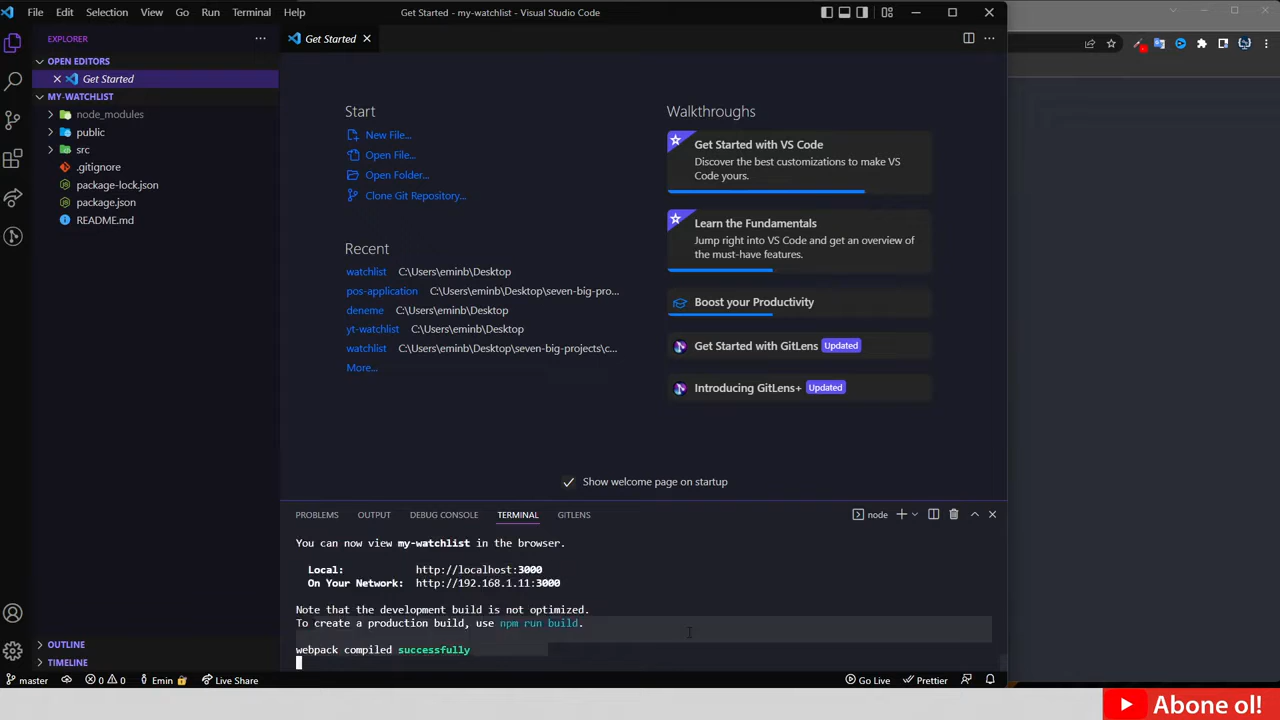 File Edit Selection View Go Run Terminal Help
Get Started - my-watchlist - Visual Studio Code
EXPLORER
OPEN EDITORS
Get Started
MY-WATCHLIST
node_modules
public
src
.gitignore
package-lock.json
package.json
README.md
OUTLINE
TIMELINE
Get Started
Start
New File...
Open File...
Open Folder...
Clone Git Repository...
Recent
watchlist C:\Users\eminb\Desktop
pos-application C:\Users\eminb\Desktop\seven-big-pro...
deneme C:\Users\eminb\Desktop
yt-watchlist C:\Users\eminb\Desktop
watchlist C:\Users\eminb\Desktop\seven-big-projects\c...
More...
Walkthroughs
Get Started with VS Code
Discover the best customizations to make VS
Code yours.
Learn the Fundamentals
Jump right into VS Code and get an overview of
the must-have features.
Boost your Productivity
Get Started with GitLens Updated
Introducing GitLens+ Updated
Show welcome page on startup
PROBLEMS OUTPUT DEBUG CONSOLE TERMINAL GITLENS
node
You can now view my-watchlist in the browser.
Local: http://localhost:3000
On Your Network: http://192.168.1.11:3000
Note that the development build is not optimized.
To create a production build, use npm run build.
webpack compiled successfully
master 0 0 Emin Live Share
Go Live Prettier
Abone ol!